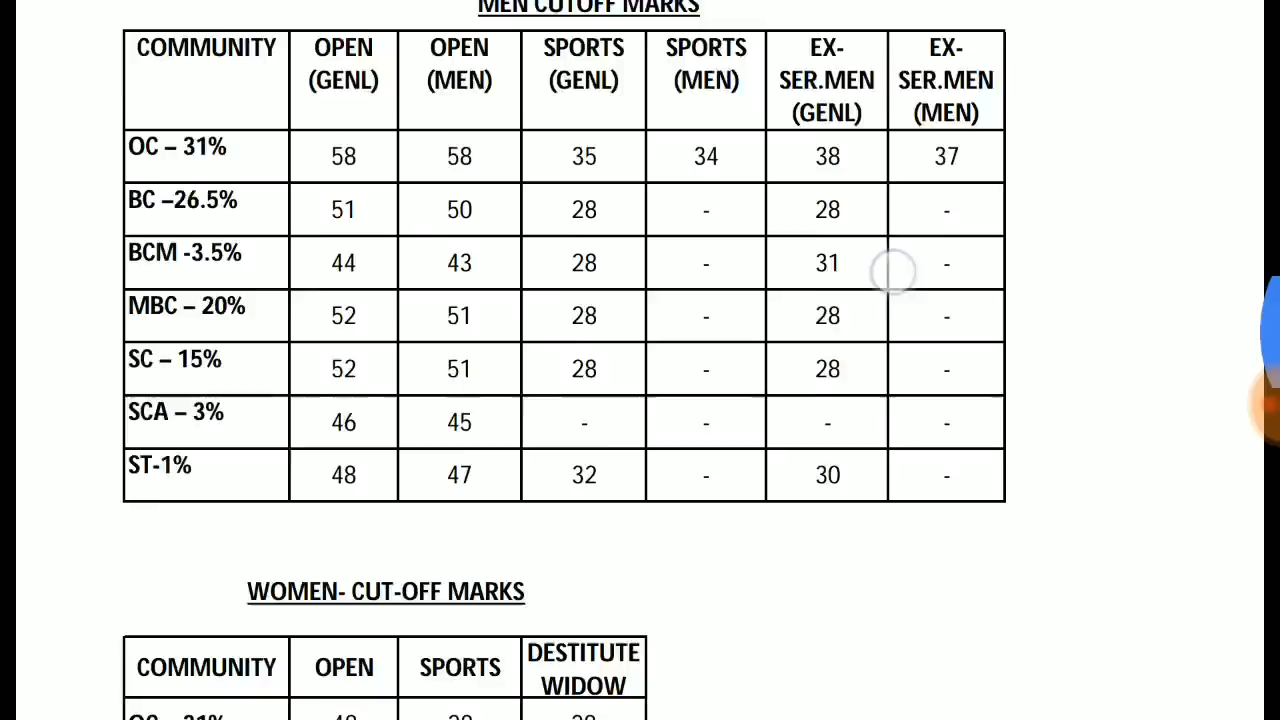 MEN CUTOFF MARKS
COMMUNITY OPEN (GENL) OPEN (MEN) SPORTS (GENL) SPORTS (MEN) EX-SER.MEN (GENL) EX-SER.MEN (MEN)
OC – 31% 58 58 35 34 38 37
BC –26.5% 51 50 28 - 28 -
BCM -3.5% 44 43 28 - 31 -
MBC – 20% 52 51 28 - 28 -
SC – 15% 52 51 28 - 28 -
SCA – 3% 46 45 - - - -
ST-1% 48 47 32 - 30 -
WOMEN- CUT-OFF MARKS
COMMUNITY OPEN SPORTS DESTITUTE WIDOW
OC – 31%